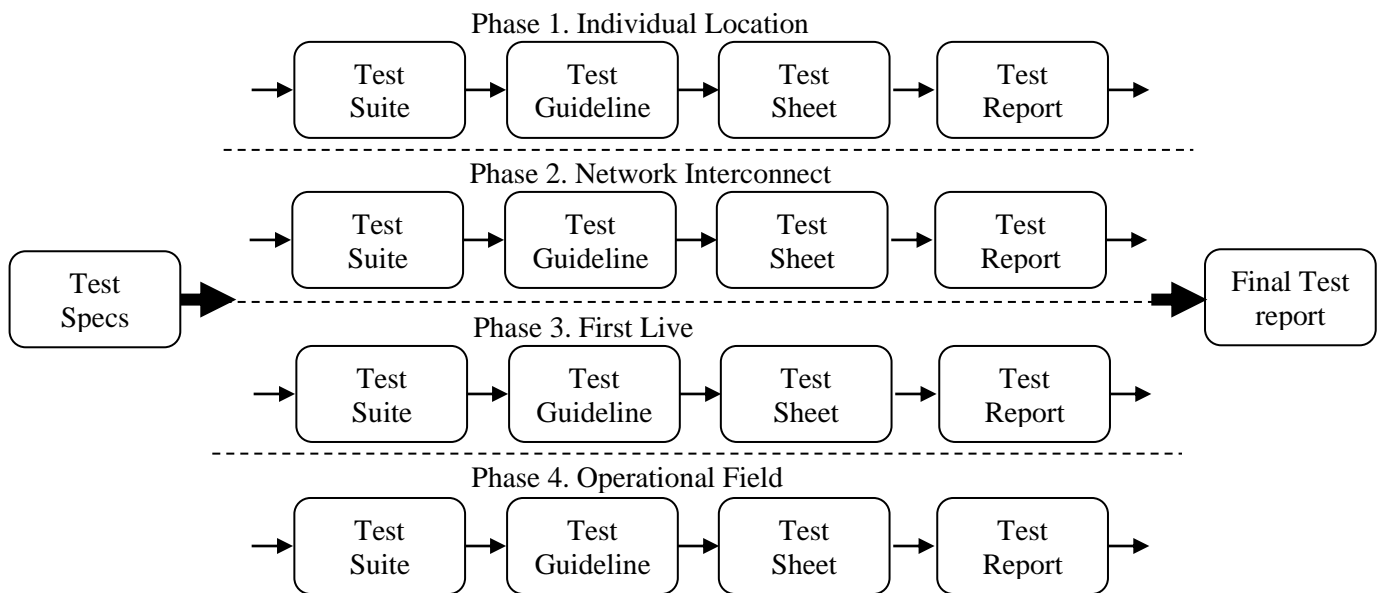 Phase 1. Individual Location
Test
Suite
Test
Guideline
Test
Sheet
Test
Report
Phase 2. Network Interconnect
Test
Suite
Test
Guideline
Test
Sheet
Test
Report
Test
Specs
Final Test
report
Phase 3. First Live
Test
Suite
Test
Guideline
Test
Sheet
Test
Report
Phase 4. Operational Field
Test
Suite
Test
Guideline
Test
Sheet
Test
Report